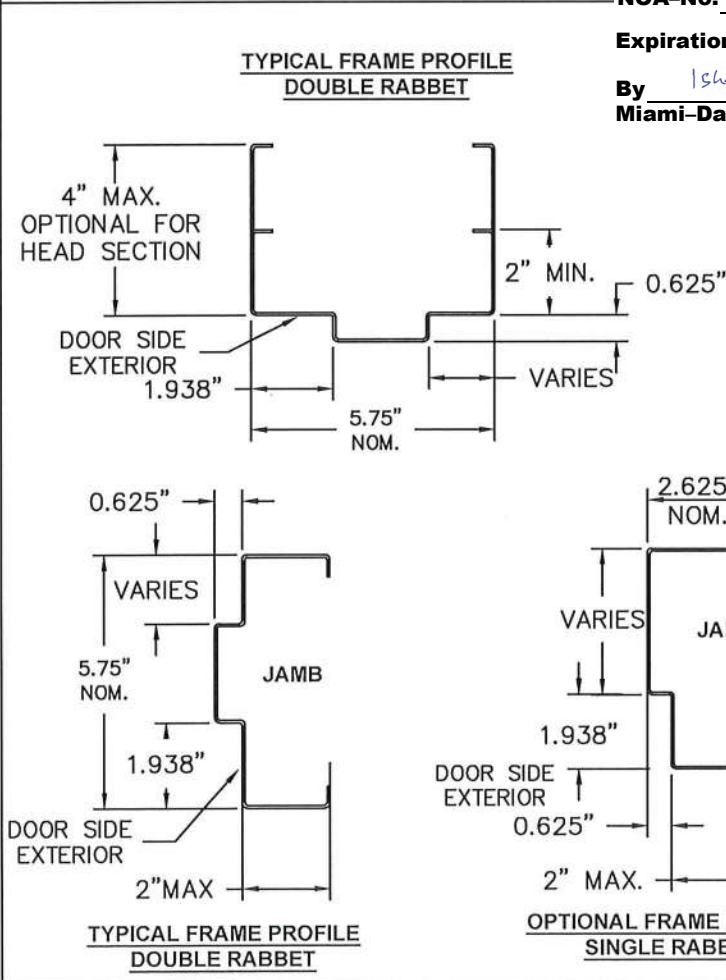 NOA–No.
Expiration
By
Miami–Da
TYPICAL FRAME PROFILE
DOUBLE RABBET
4" MAX.
OPTIONAL FOR
HEAD SECTION
2" MIN.
0.625"
DOOR SIDE
EXTERIOR
1.938"
VARIES
5.75"
NOM.
0.625"
VARIES
5.75"
NOM.
JAMB
1.938"
DOOR SIDE
EXTERIOR
2"MAX
TYPICAL FRAME PROFILE
DOUBLE RABBET
2.625
NOM.
VARIES
JA
1.938"
DOOR SIDE
EXTERIOR
0.625"
2" MAX.
OPTIONAL FRAME
SINGLE RABE